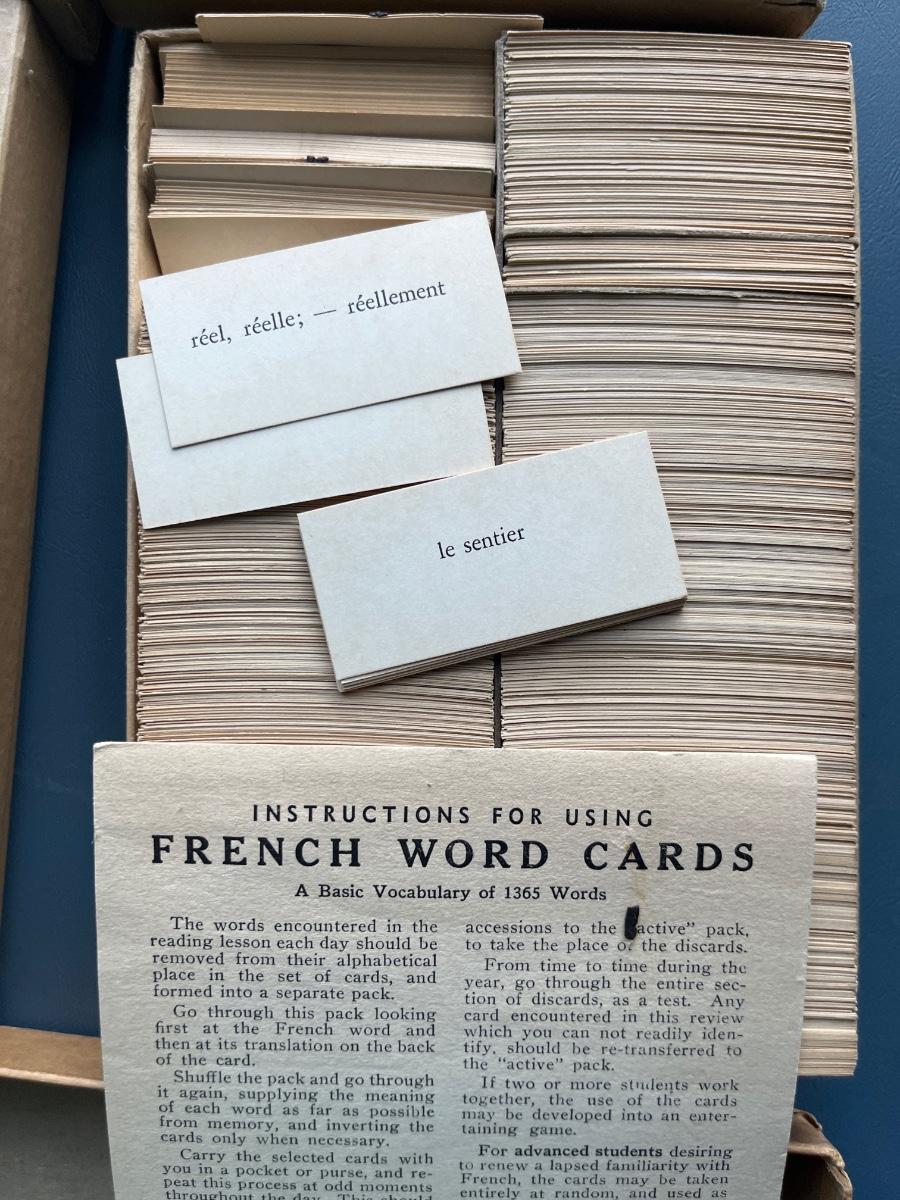 réel, réelle; — réellement
le sentier
INSTRUCTIONS FOR USING
FRENCH WORD CARDS
A Basic Vocabulary of 1365 Words
The words encountered in the
reading lesson each day should be
removed from their alphabetical
place in the set of cards, and
formed into a separate pack.
Go through this pack looking
first at the French word and
then at its translation on the back
of the card.
Shuffle the pack and go through
it again, supplying the meaning
of each word as far as possible
from memory, and inverting the
cards only when necessary.
Carry the selected cards with
you in a pocket or purse, and re-
peat this process at odd moments
throughout the day. This should
accessions to the "active" pack,
to take the place of the discards.
From time to time during the
year, go through the entire sec-
tion of discards, as a test. Any
card encountered in this review
which you can not readily iden-
tify, should be re-transferred to
the "active" pack.
If two or more students work
together, the use of the cards
may be developed into an enter-
taining game.
For advanced students desiring
to renew a lapsed familiarity with
French, the cards may be taken
entirely at random, and used as